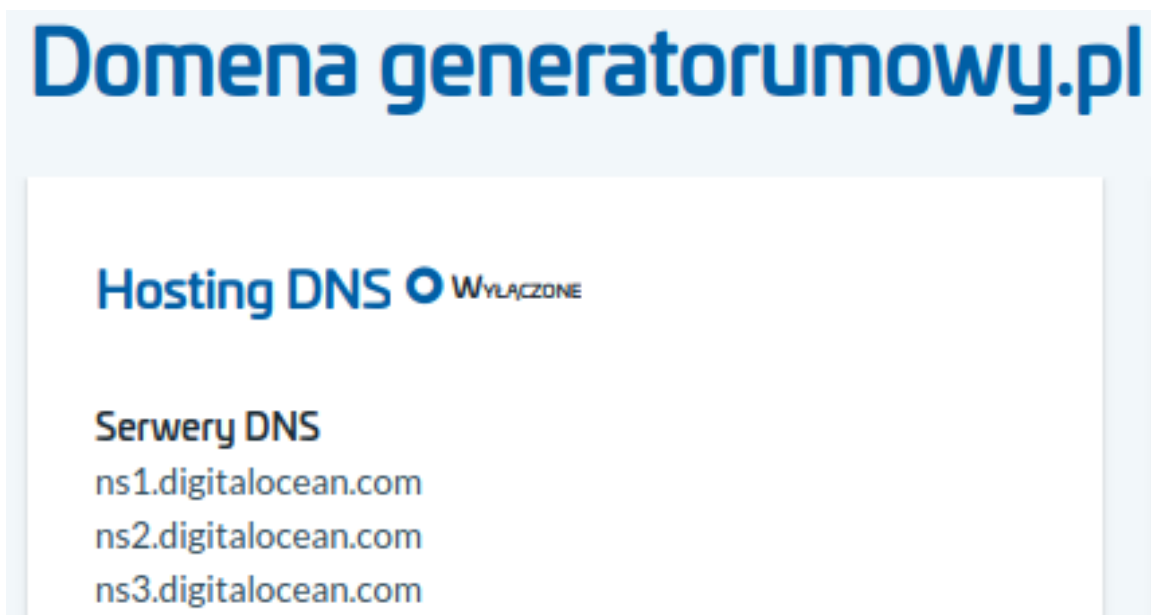 Domena generatorumowy.pl
Hosting DNS Wyłączone
Serwery DNS
ns1.digitalocean.com
ns2.digitalocean.com
ns3.digitalocean.com